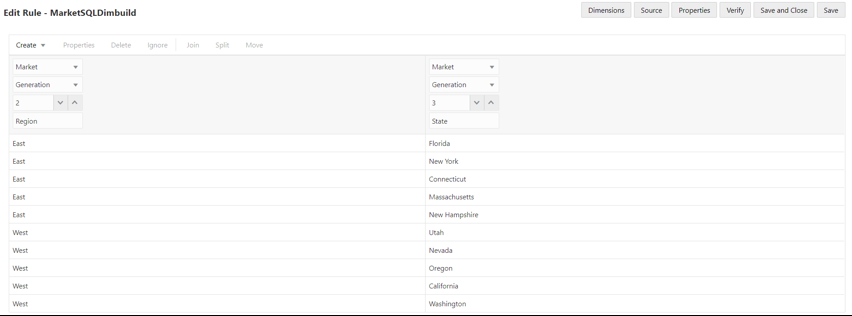 Edit Rule - MarketSQLDimbuild
Dimensions Source Properties Verify Save and Close Save
Create Properties Delete Ignore Join Split Move
Market Market
Generation Generation
2 3
Region State
East Florida
East New York
East Connecticut
East Massachusetts
East New Hampshire
West Utah
West Nevada
West Oregon
West California
West Washington